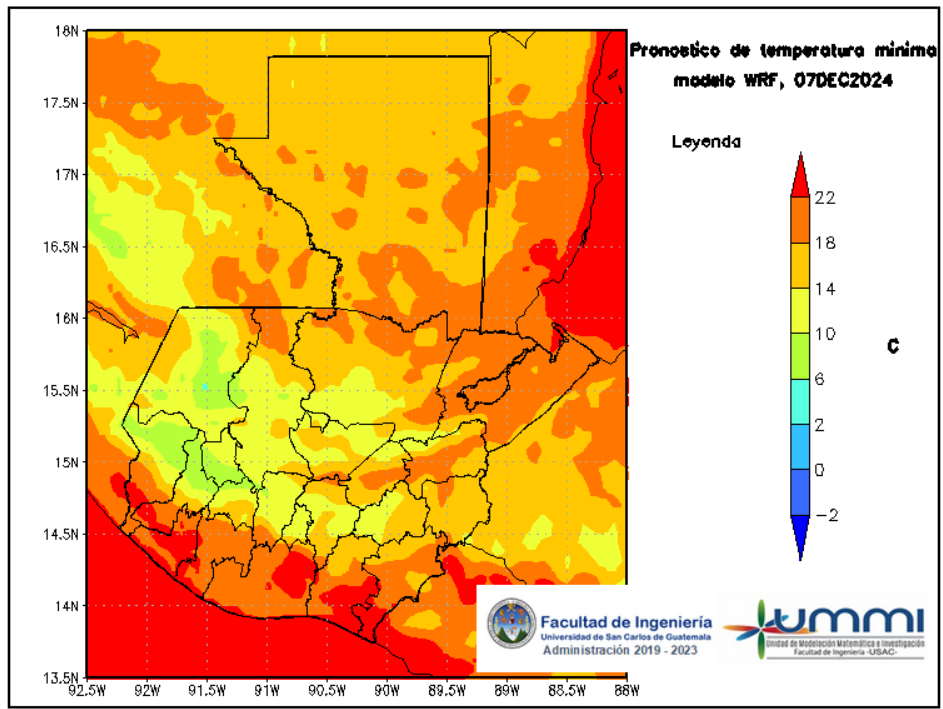 Pronostico de temperatura minima
modelo WRF, 07DEC2024
Leyenda
22
18
14
10
6
2
0
−2
C
18N
17.5N
17N
16.5N
16N
15.5N
15N
14.5N
14N
13.5N
92.5W
92W
91.5W
91W
90.5W
90W
89.5W
89W
88.5W
88W
Facultad de Ingeniería
Universidad de San Carlos de Guatemala
Administración 2019 - 2023
UMMI
Unidad de Modelación Matemática e Investigación
Facultad de Ingeniería -USAC-